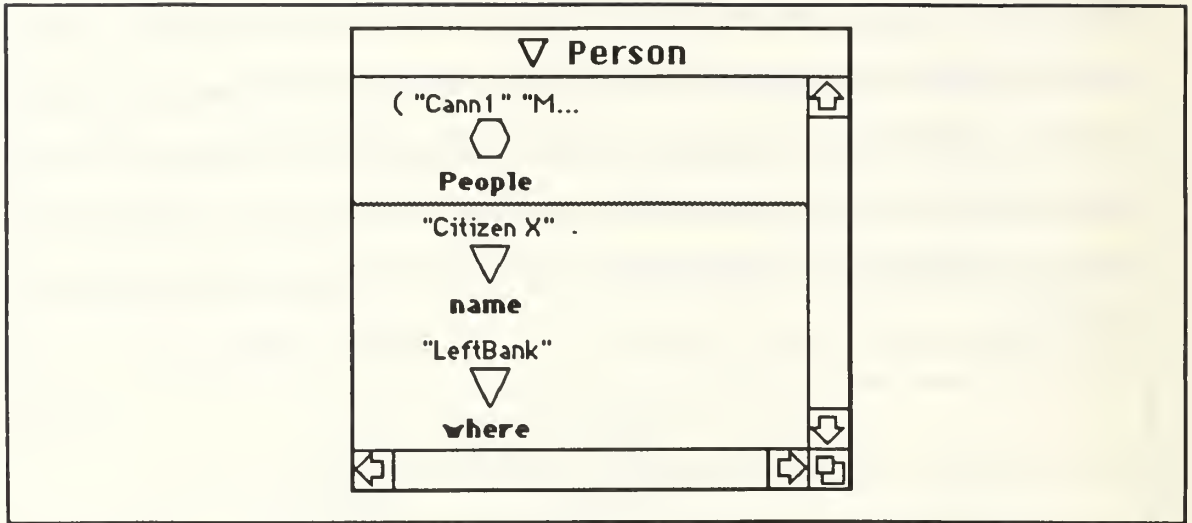 Person
( "Cann1" "M...
People
"Citizen X"
name
"LeftBank"
where